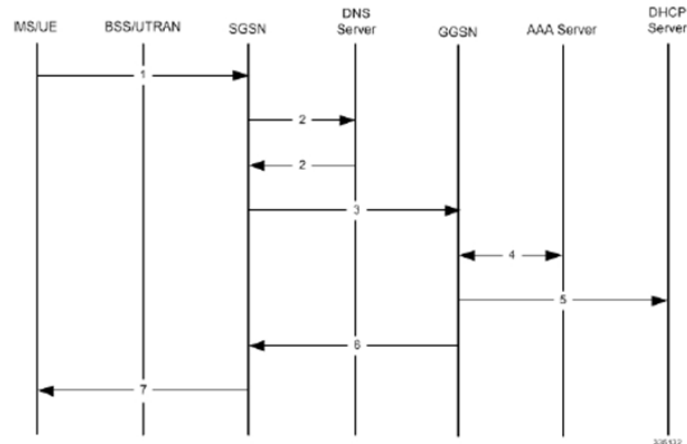 MS/UE
BSS/UTRAN
SGSN
DNS
Server
GGSN
AAA Server
DHCP
Server
1
2
2
3
4
5
6
7